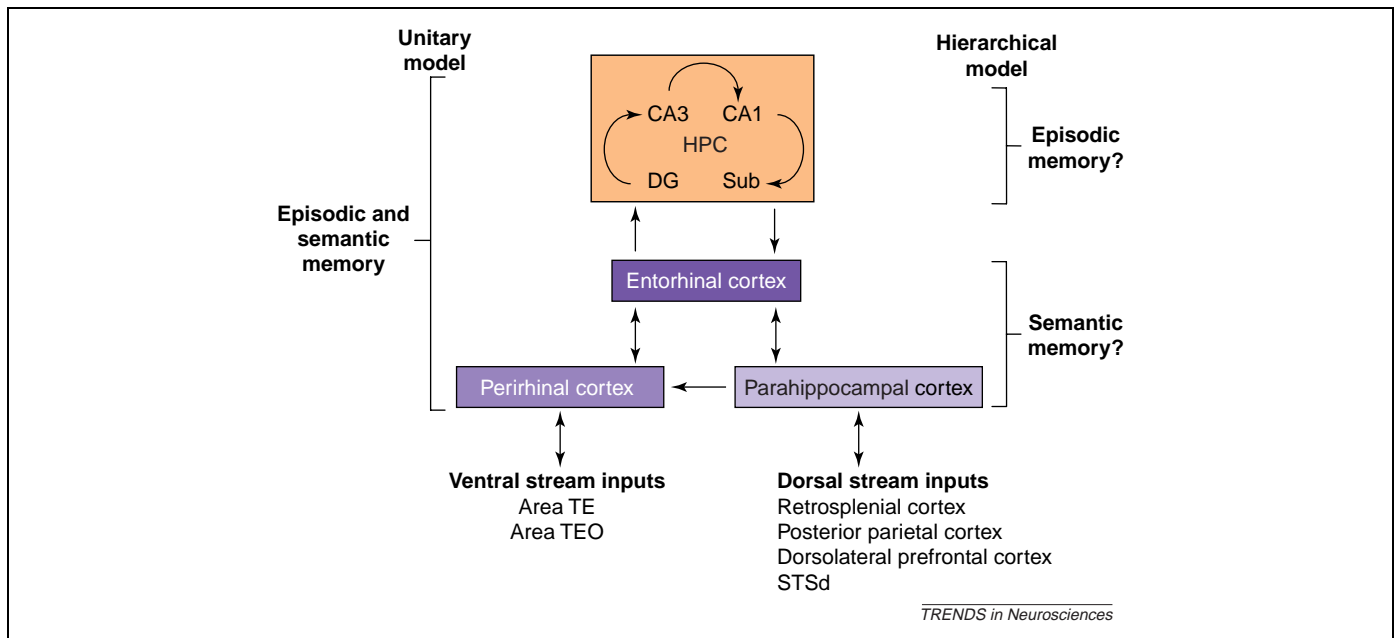 Unitary
model
Hierarchical
model
CA3 CA1
HPC
DG Sub
Episodic
memory?
Episodic and
semantic
memory
Entorhinal cortex
Semantic
memory?
Perirhinal cortex
Parahippocampal cortex
Ventral stream inputs
Area TE
Area TEO
Dorsal stream inputs
Retrosplenial cortex
Posterior parietal cortex
Dorsolateral prefrontal cortex
STSd
TRENDS in Neurosciences